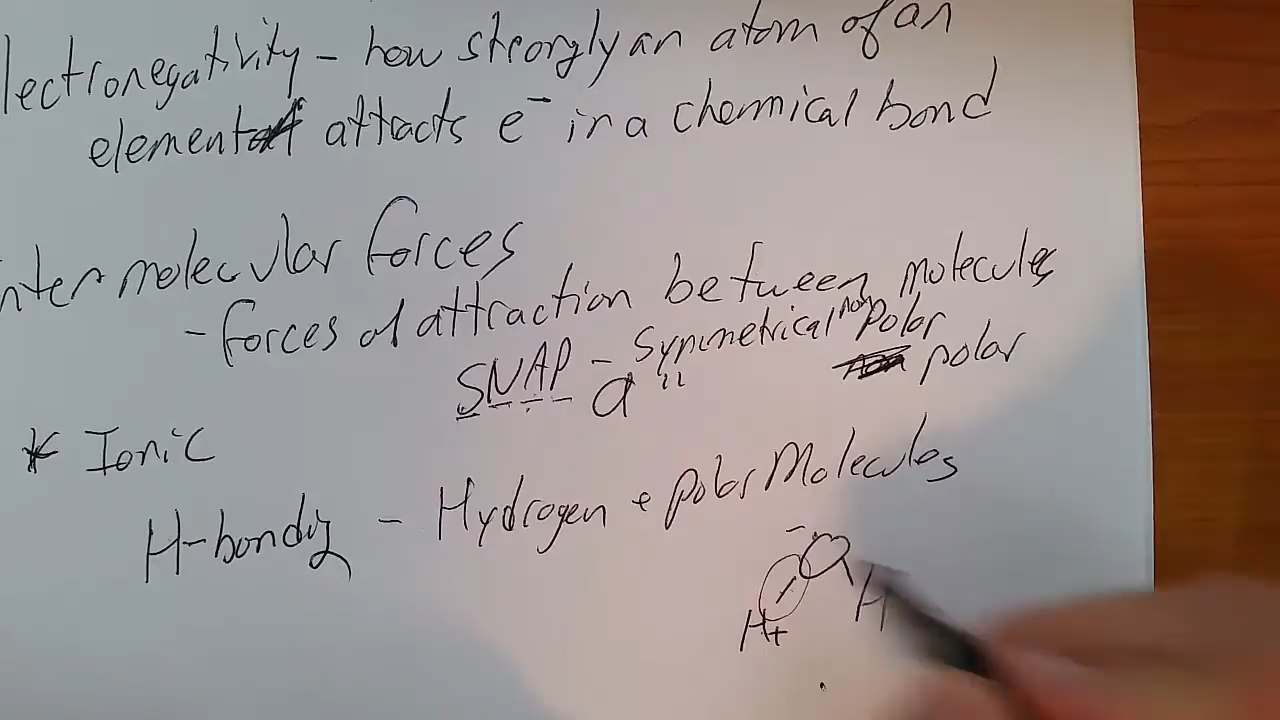 lectronegativity - how strongly an atom of an
element attracts e⁻ in a chemical bond
nter molecular forces
- forces of attraction between molecules
SNAP - Symmetrical non Polar
a " polar
* Ionic
H-bondig - Hydrogen + polar Molecules
- O
H+ H